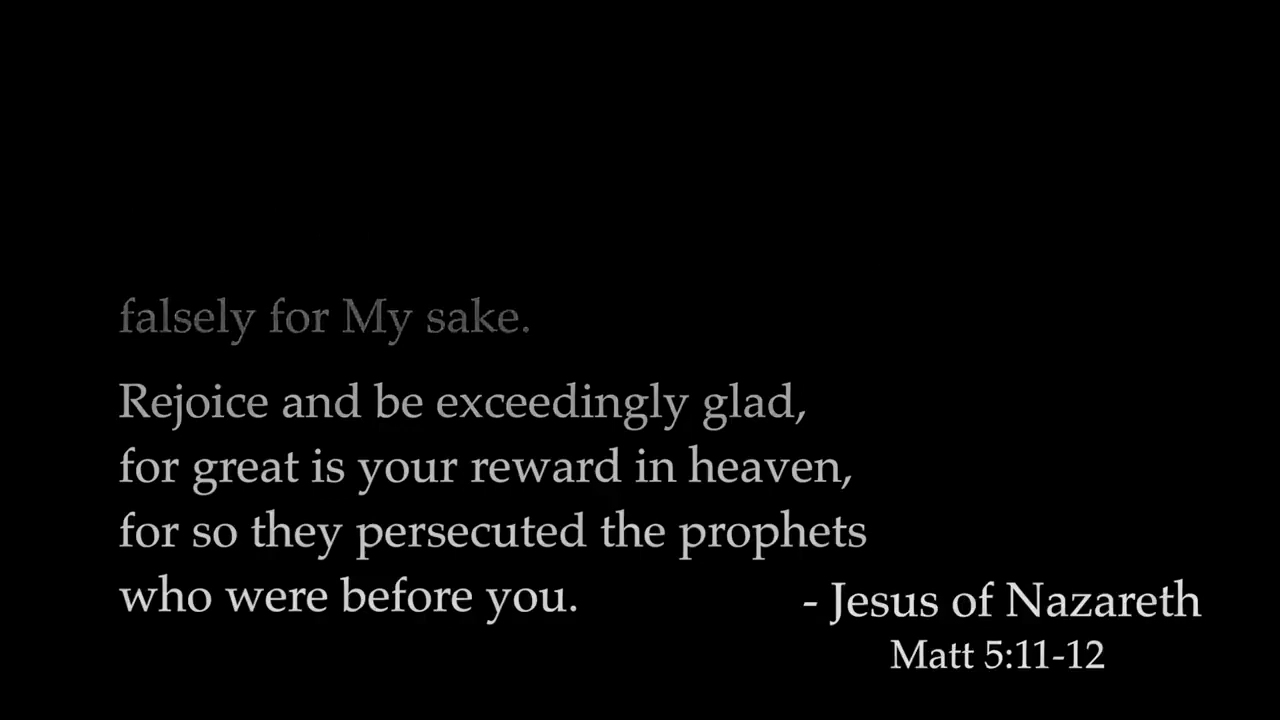 falsely for My sake.
Rejoice and be exceedingly glad,
for great is your reward in heaven,
for so they persecuted the prophets
who were before you.
- Jesus of Nazareth
Matt 5:11-12